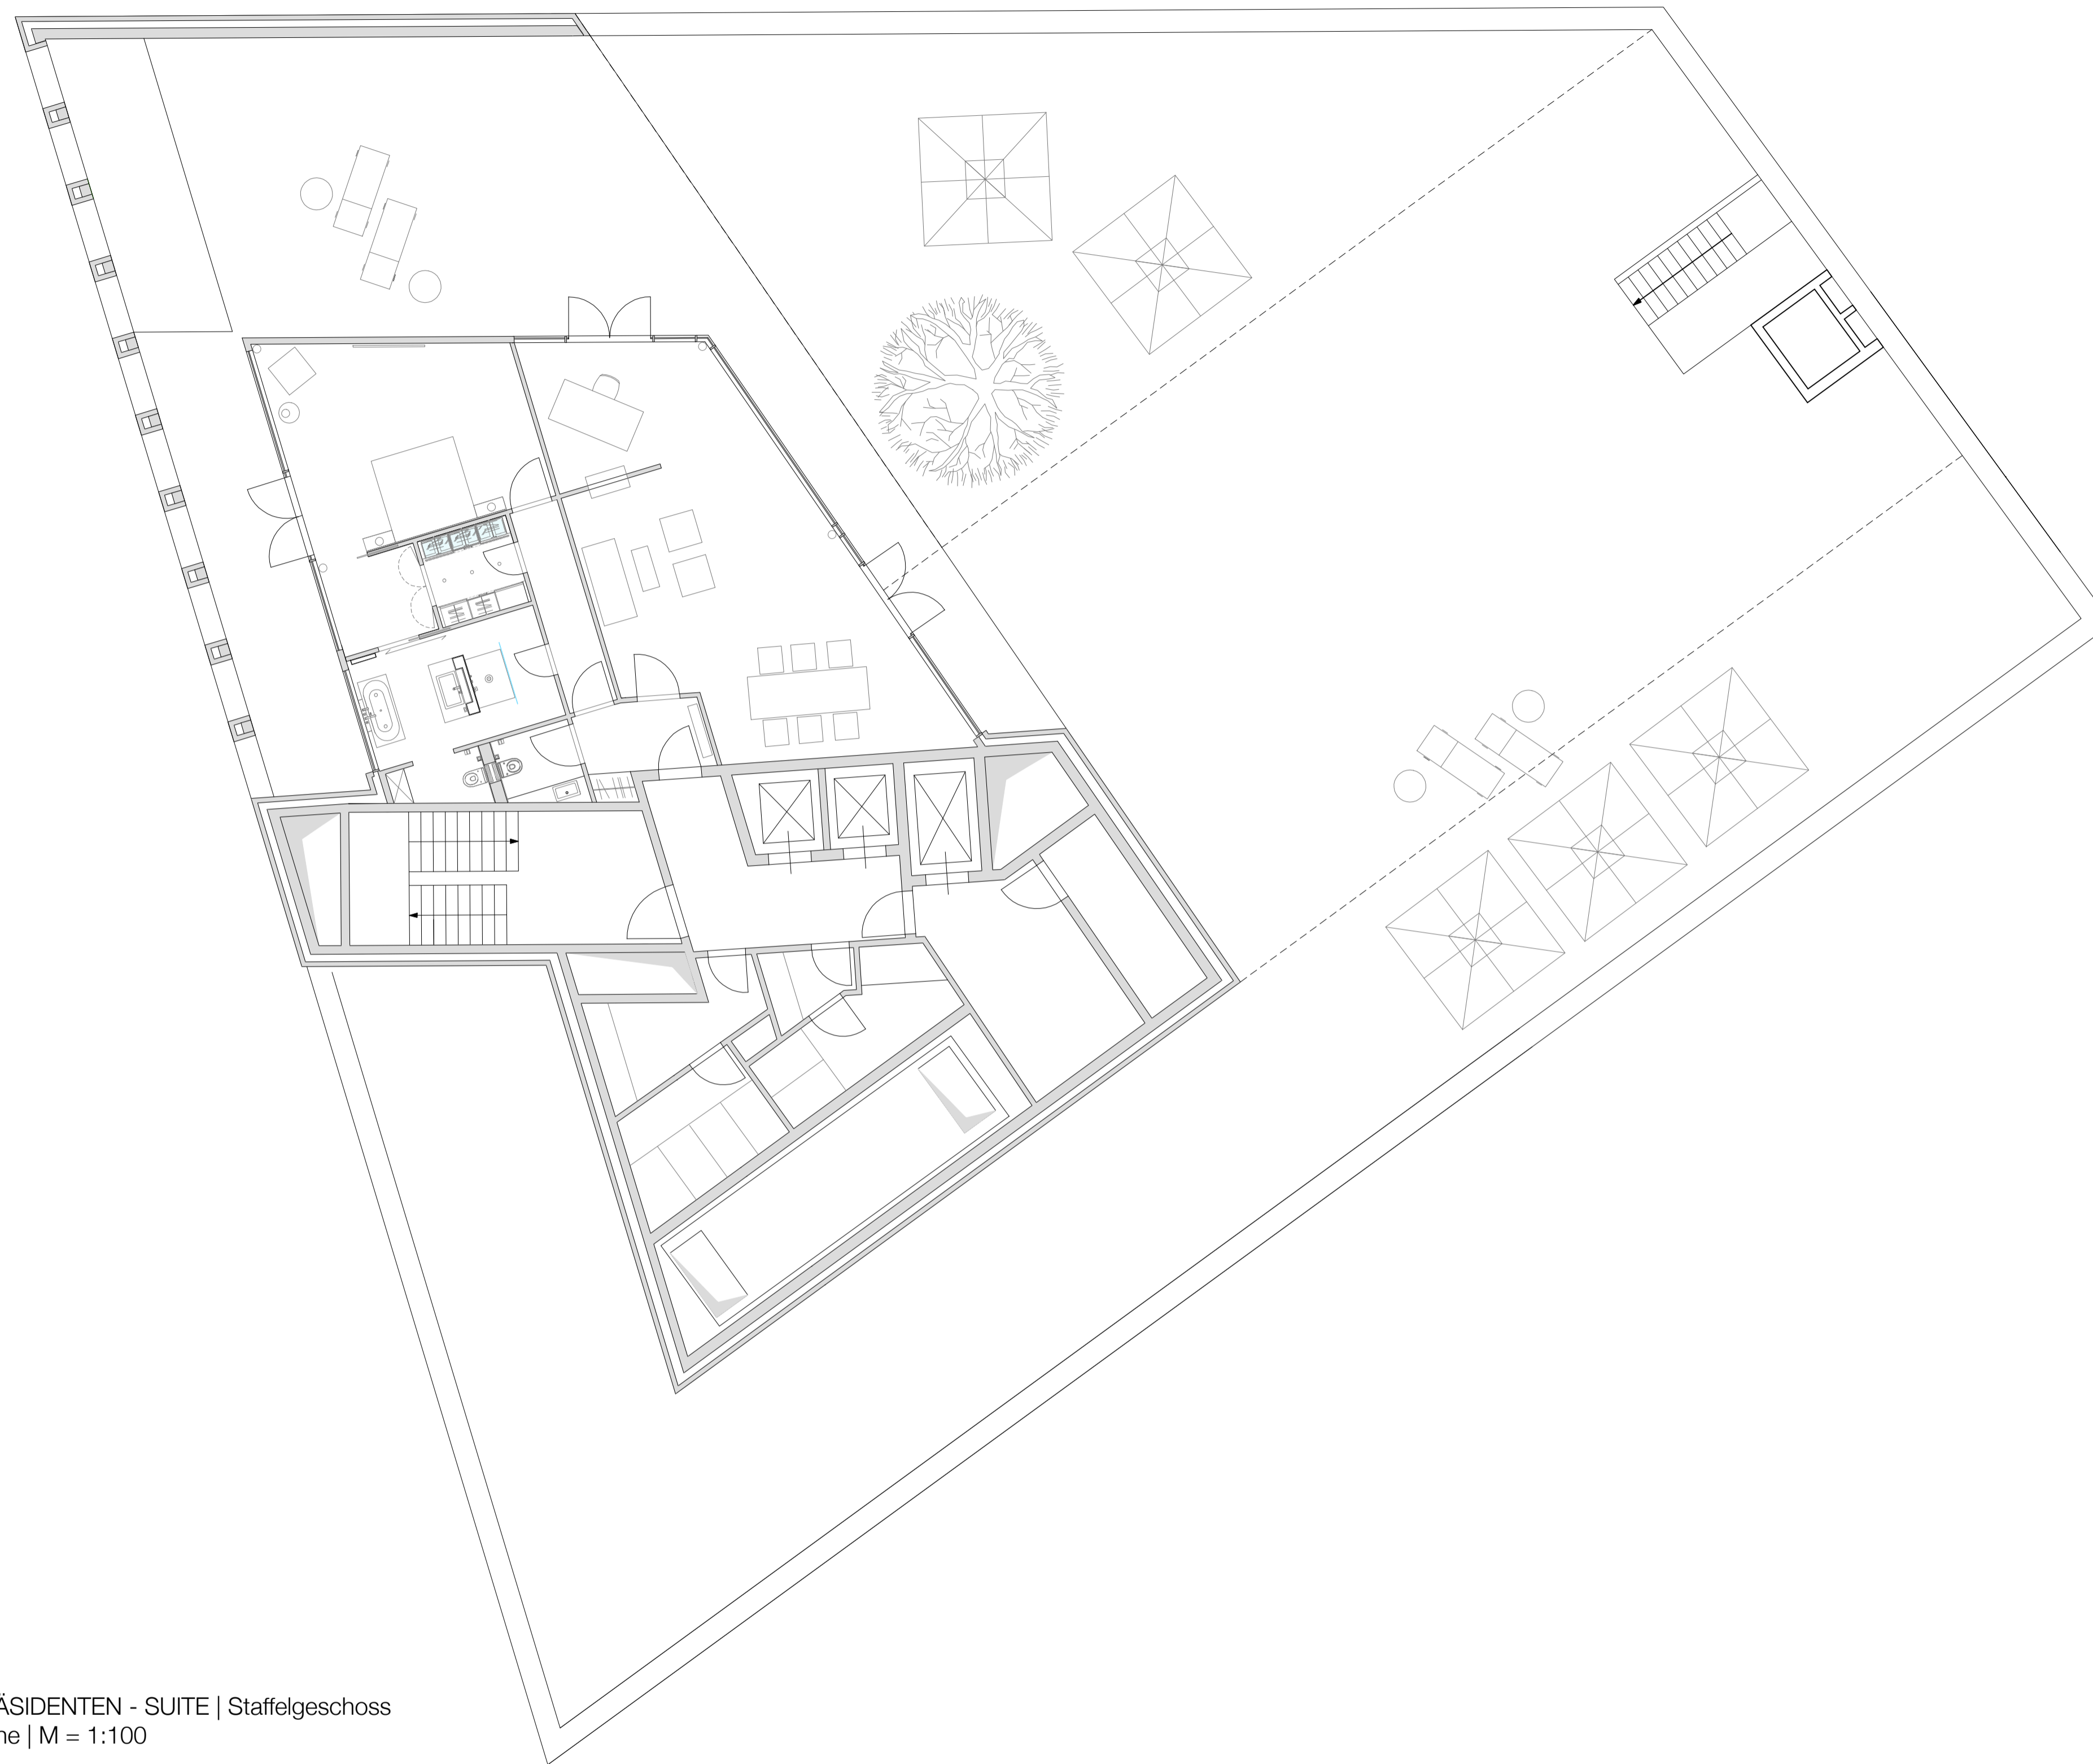 ÄSIDENTEN - SUITE | Staffelgeschoss
ne | M = 1:100